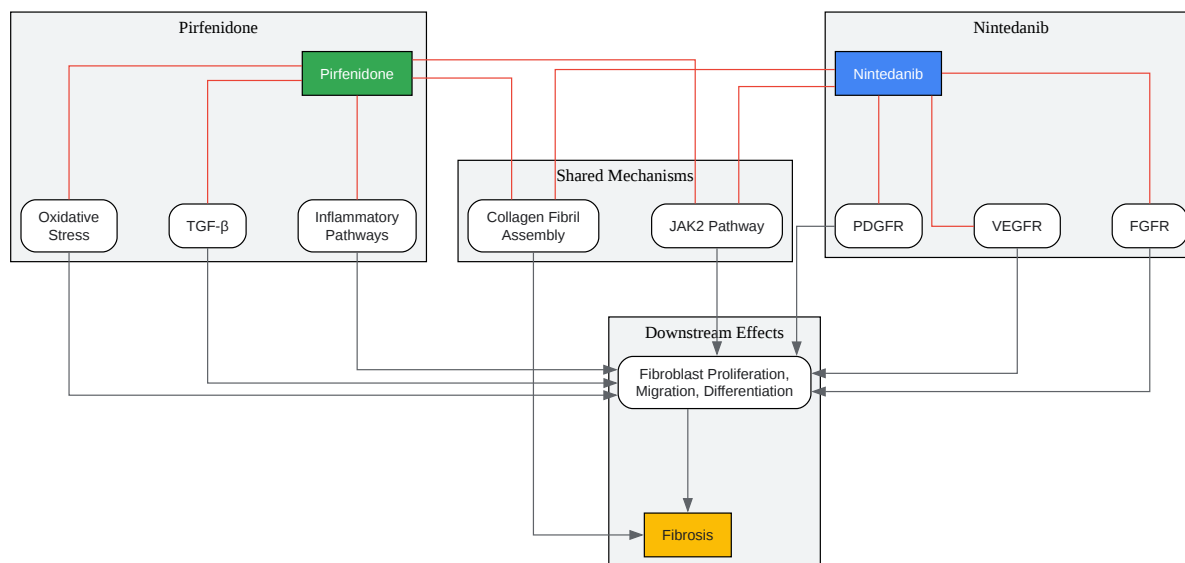 Pirfenidone
Nintedanib
Pirfenidone
Nintedanib
Shared Mechanisms
Oxidative
Stress
TGF-β
Inflammatory
Pathways
Collagen Fibril
Assembly
JAK2 Pathway
PDGFR
VEGFR
FGFR
Downstream Effects
Fibroblast Proliferation,
Migration, Differentiation
Fibrosis